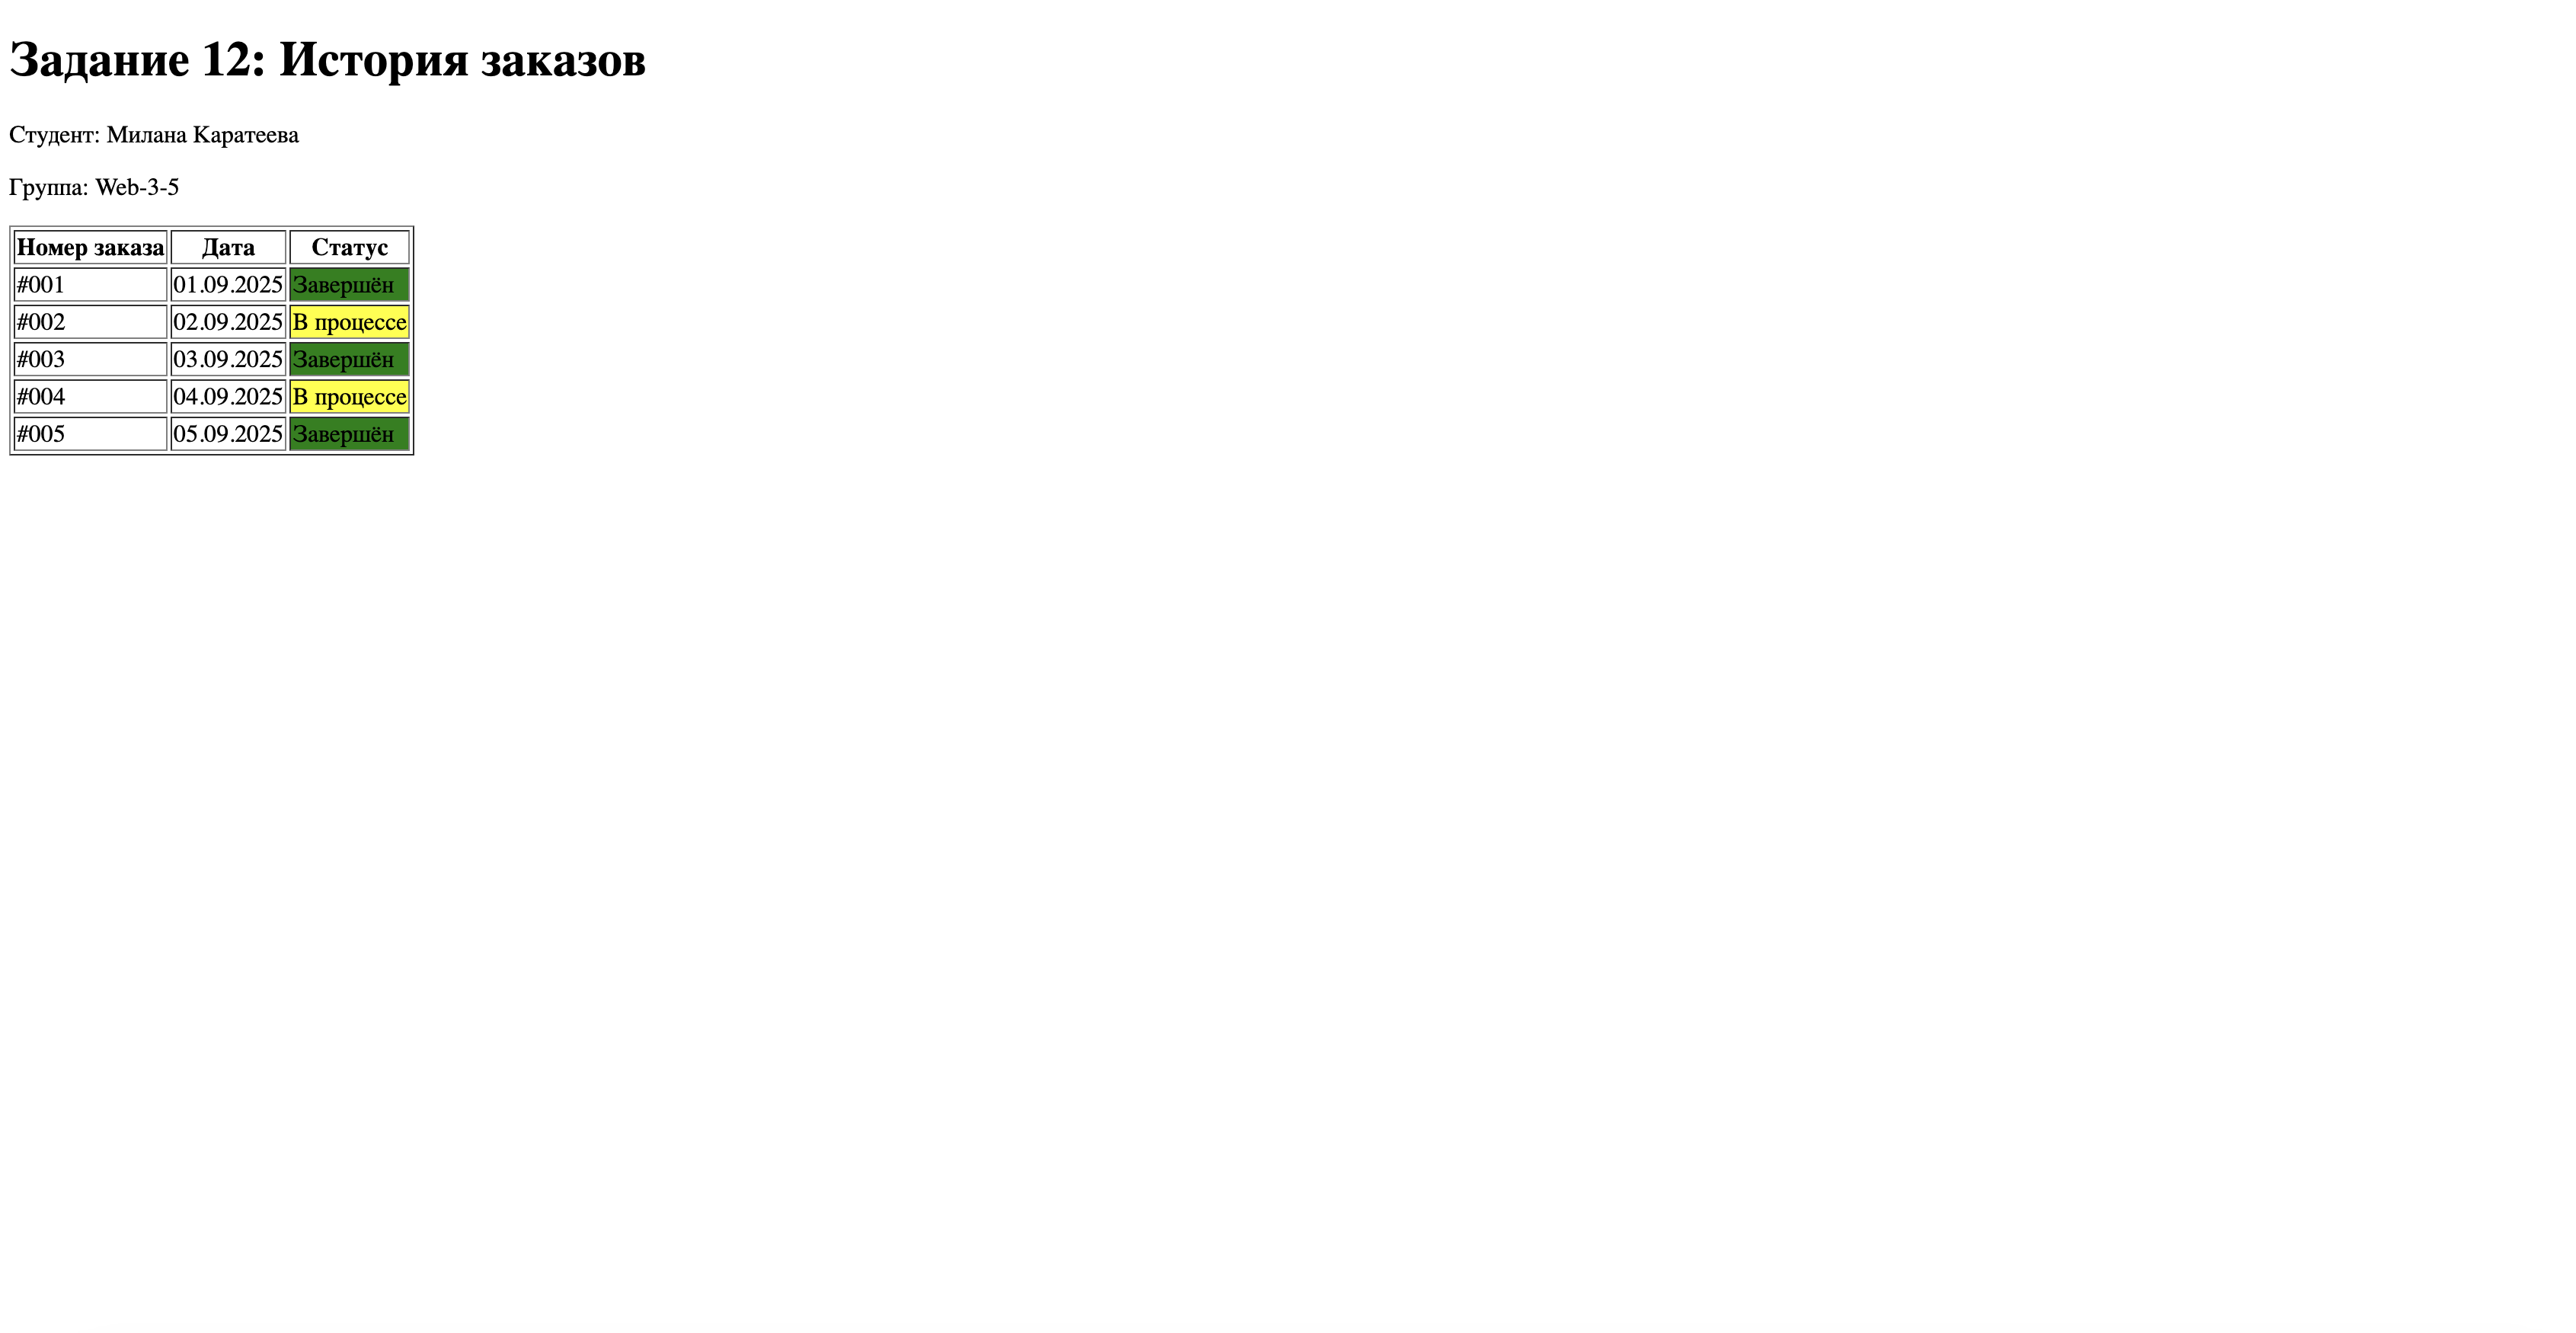 Задание 12: История заказов
Студент: Милана Каратеева
Группа: Web-3-5
Номер заказа Дата Статус
#001 01.09.2025 Завершён
#002 02.09.2025 В процессе
#003 03.09.2025 Завершён
#004 04.09.2025 В процессе
#005 05.09.2025 Завершён